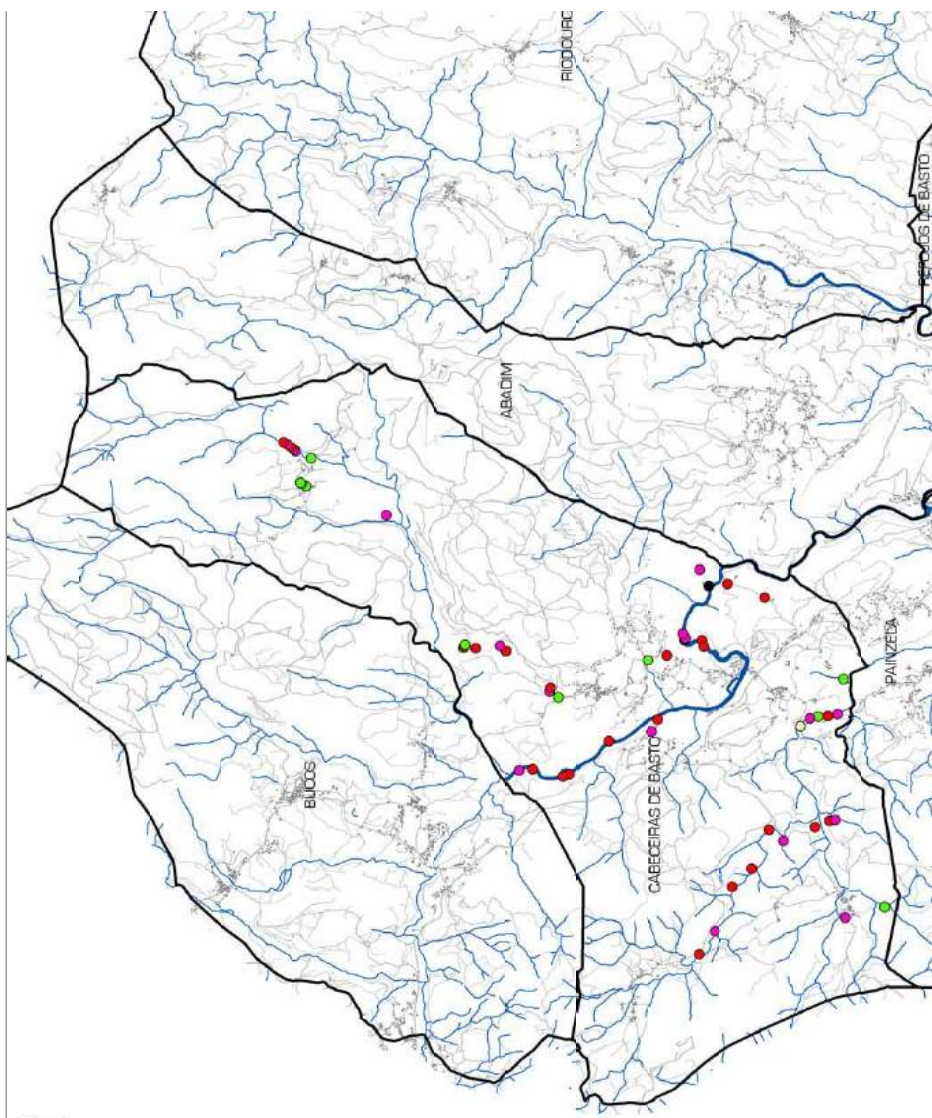 RIODOURO
REFOJOS DE BASTO
ABADIM
PAINZELA
BUCOS
CABECEIRAS DE BASTO